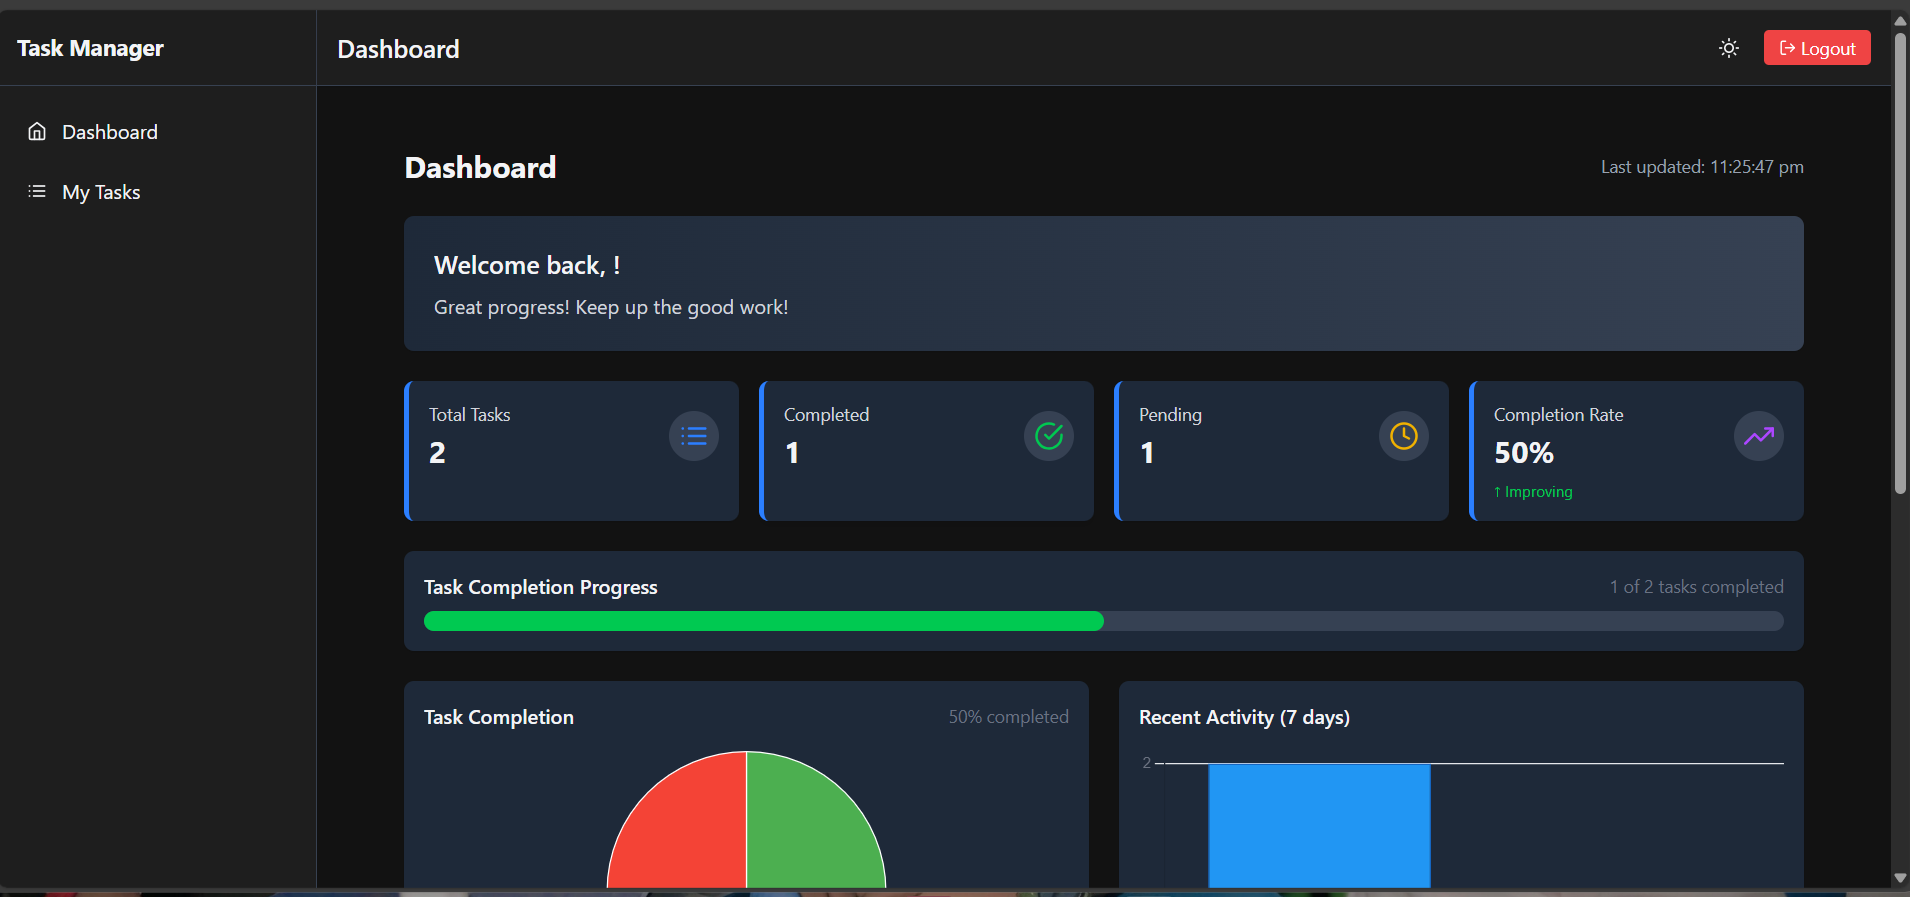 Task Manager
Dashboard
Logout
Dashboard
My Tasks
Dashboard
Last updated: 11:25:47 pm
Welcome back, !
Great progress! Keep up the good work!
Total Tasks
2
Completed
1
Pending
1
Completion Rate
50%
↑ Improving
Task Completion Progress
1 of 2 tasks completed
Task Completion
50% completed
Recent Activity (7 days)
2